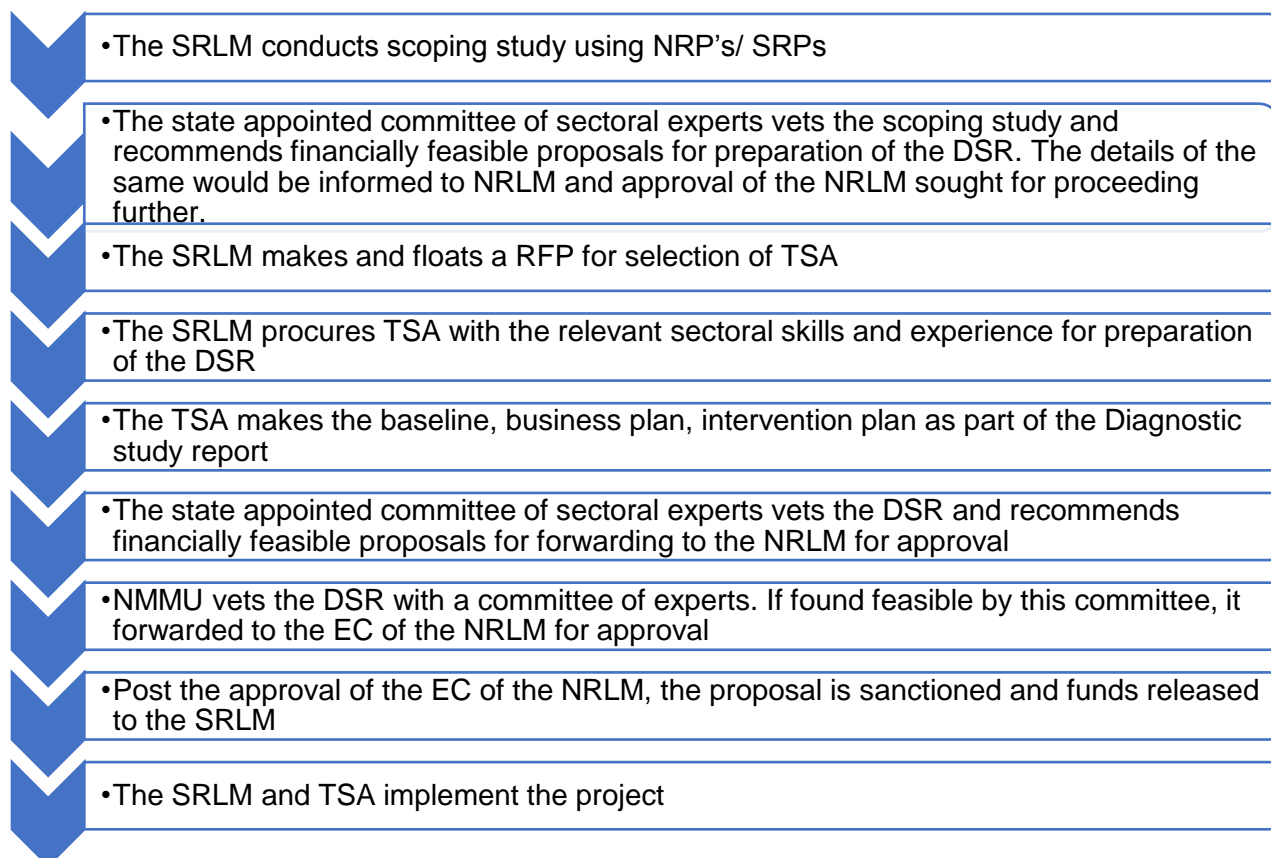 •The SRLM conducts scoping study using NRP's/ SRPs
•The state appointed committee of sectoral experts vets the scoping study and
recommends financially feasible proposals for preparation of the DSR. The details of the
same would be informed to NRLM and approval of the NRLM sought for proceeding
further.
•The SRLM makes and floats a RFP for selection of TSA
•The SRLM procures TSA with the relevant sectoral skills and experience for preparation
of the DSR
•The TSA makes the baseline, business plan, intervention plan as part of the Diagnostic
study report
•The state appointed committee of sectoral experts vets the DSR and recommends
financially feasible proposals for forwarding to the NRLM for approval
•NMMU vets the DSR with a committee of experts. If found feasible by this committee, it
forwarded to the EC of the NRLM for approval
•Post the approval of the EC of the NRLM, the proposal is sanctioned and funds released
to the SRLM
•The SRLM and TSA implement the project